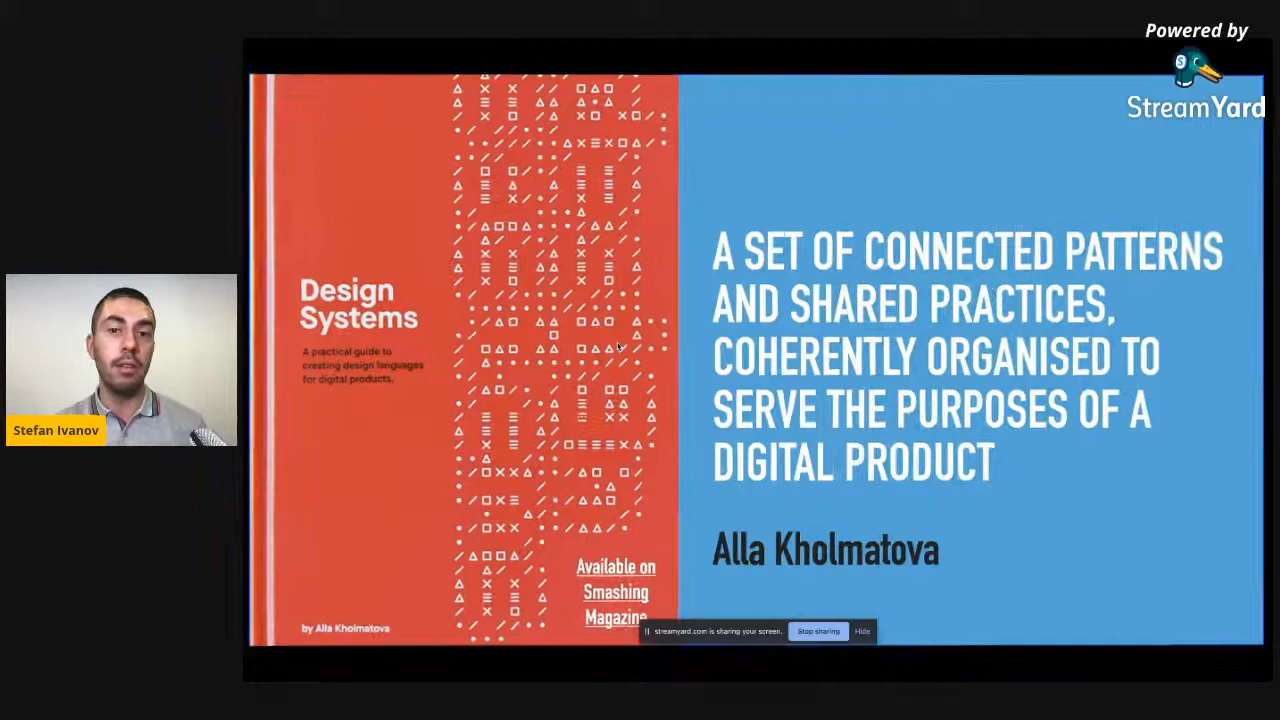 Powered by
StreamYard
Design
Systems
A practical guide to
creating design languages
for digital products.
by Alla Kholmatova
Available on
Smashing
Magazine
A SET OF CONNECTED PATTERNS
AND SHARED PRACTICES,
COHERENTLY ORGANISED TO
SERVE THE PURPOSES OF A
DIGITAL PRODUCT
Alla Kholmatova
Stefan Ivanov
streamyard.com is sharing your screen.
Stop sharing
Hide